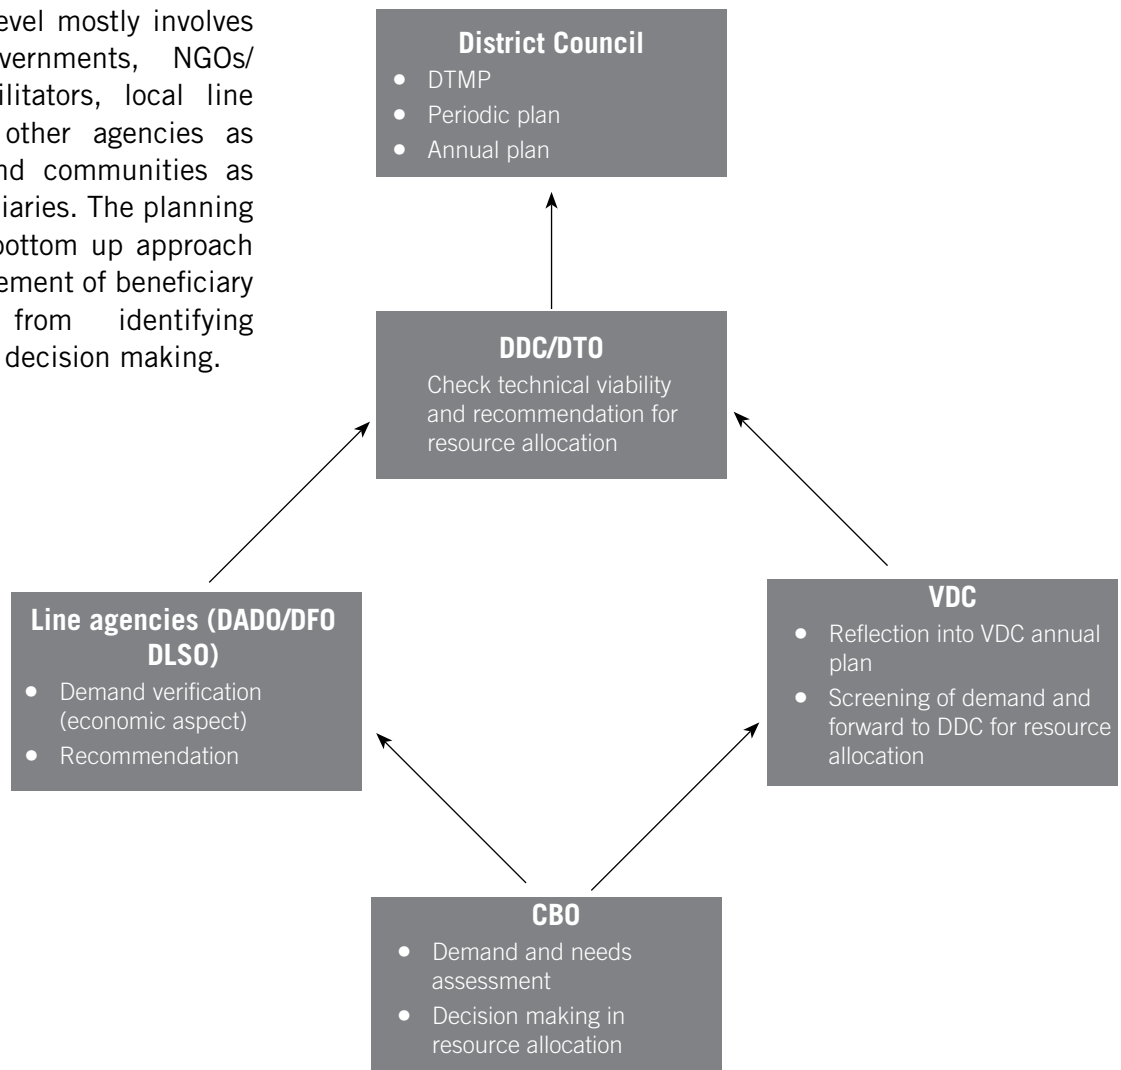 evel mostly involves
vernments, NGOs/
ilitators, local line
other agencies as
nd communities as
iaries. The planning
bottom up approach
ement of beneficiary
from identifying
decision making.
District Council
• DTMP
• Periodic plan
• Annual plan
DDC/DTO
Check technical viability
and recommendation for
resource allocation
Line agencies (DADO/DFO
DLSO)
• Demand verification
(economic aspect)
• Recommendation
VDC
• Reflection into VDC annual
plan
• Screening of demand and
forward to DDC for resource
allocation
CBO
• Demand and needs
assessment
• Decision making in
resource allocation